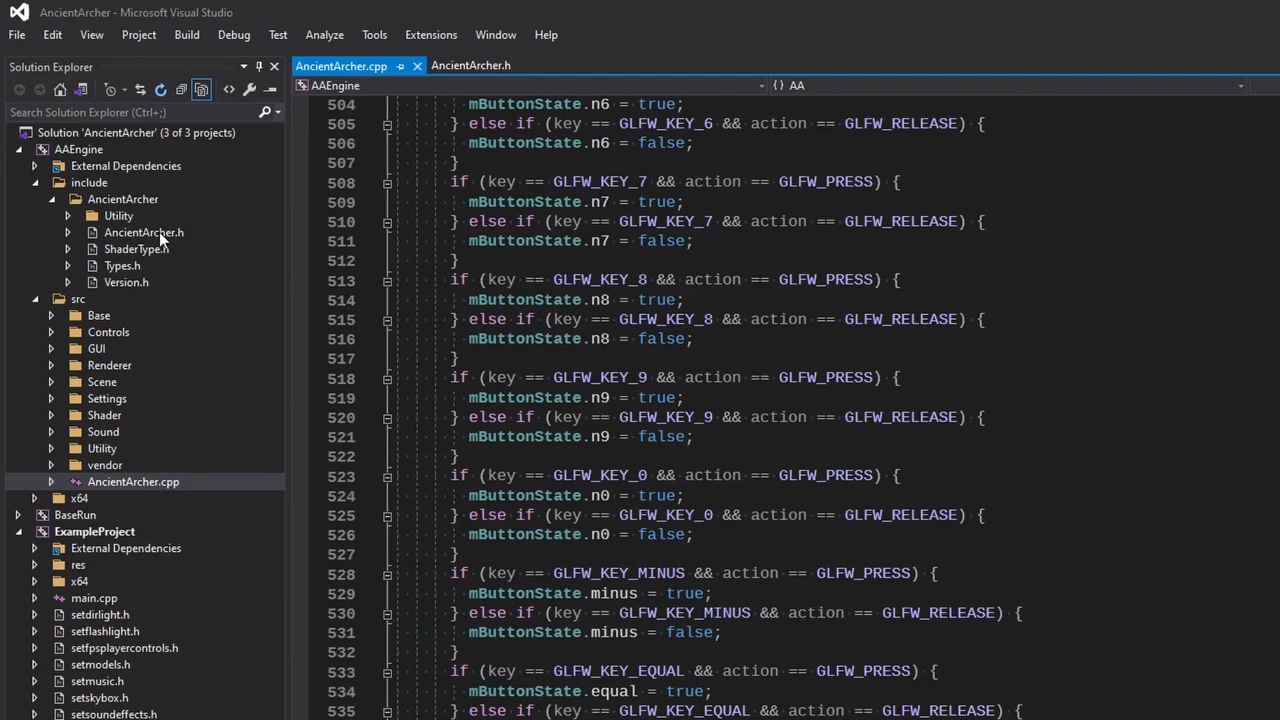 AncientArcher - Microsoft Visual Studio
File Edit View Project Build Debug Test Analyze Tools Extensions Window Help
Solution Explorer
Search Solution Explorer (Ctrl+;)
Solution 'AncientArcher' (3 of 3 projects)
AAEngine
External Dependencies
include
AncientArcher
Utility
AncientArcher.h
ShaderType.h
Types.h
Version.h
src
Base
Controls
GUI
Renderer
Scene
Settings
Shader
Sound
Utility
vendor
AncientArcher.cpp
x64
BaseRun
ExampleProject
External Dependencies
res
x64
main.cpp
setdirlight.h
setflashlight.h
setfpsplayercontrols.h
setmodels.h
setmusic.h
setskybox.h
setsoundeffects.h
AncientArcher.cpp AncientArcher.h
AAEngine {} AA
504 mButtonState.n6 = true;
505 } else if (key == GLFW_KEY_6 && action == GLFW_RELEASE) {
506 mButtonState.n6 = false;
507 }
508 if (key == GLFW_KEY_7 && action == GLFW_PRESS) {
509 mButtonState.n7 = true;
510 } else if (key == GLFW_KEY_7 && action == GLFW_RELEASE) {
511 mButtonState.n7 = false;
512 }
513 if (key == GLFW_KEY_8 && action == GLFW_PRESS) {
514 mButtonState.n8 = true;
515 } else if (key == GLFW_KEY_8 && action == GLFW_RELEASE) {
516 mButtonState.n8 = false;
517 }
518 if (key == GLFW_KEY_9 && action == GLFW_PRESS) {
519 mButtonState.n9 = true;
520 } else if (key == GLFW_KEY_9 && action == GLFW_RELEASE) {
521 mButtonState.n9 = false;
522 }
523 if (key == GLFW_KEY_0 && action == GLFW_PRESS) {
524 mButtonState.n0 = true;
525 } else if (key == GLFW_KEY_0 && action == GLFW_RELEASE) {
526 mButtonState.n0 = false;
527 }
528 if (key == GLFW_KEY_MINUS && action == GLFW_PRESS) {
529 mButtonState.minus = true;
530 } else if (key == GLFW_KEY_MINUS && action == GLFW_RELEASE) {
531 mButtonState.minus = false;
532 }
533 if (key == GLFW_KEY_EQUAL && action == GLFW_PRESS) {
534 mButtonState.equal = true;
535 } else if (key == GLFW_KEY_EQUAL && action == GLFW_RELEASE) {